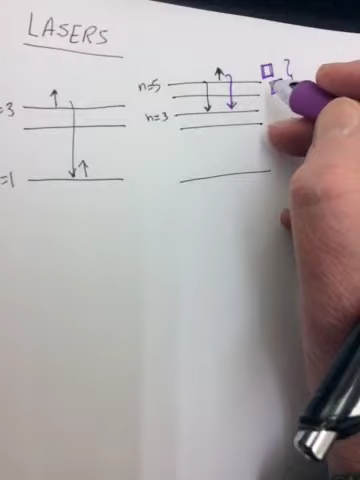 LASERS
n=5
=3
n=3
=1
?